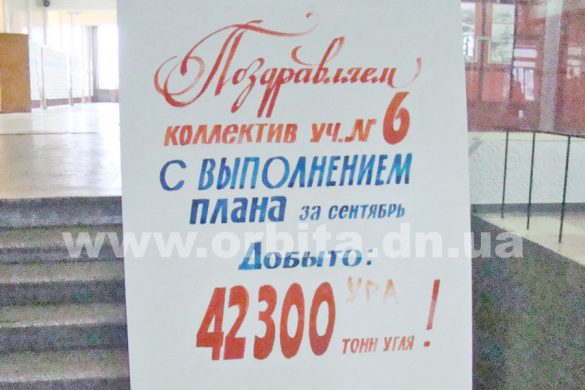 Поздравляем
КОЛЛЕКТИВ УЧ.№ 6
С ВЫПОЛНЕНИЕМ
ПЛАНА ЗА СЕНТЯБРЬ
www.orbita.dn.ua
Добыто:
УРА
42300 ТОНН УГЛЯ !